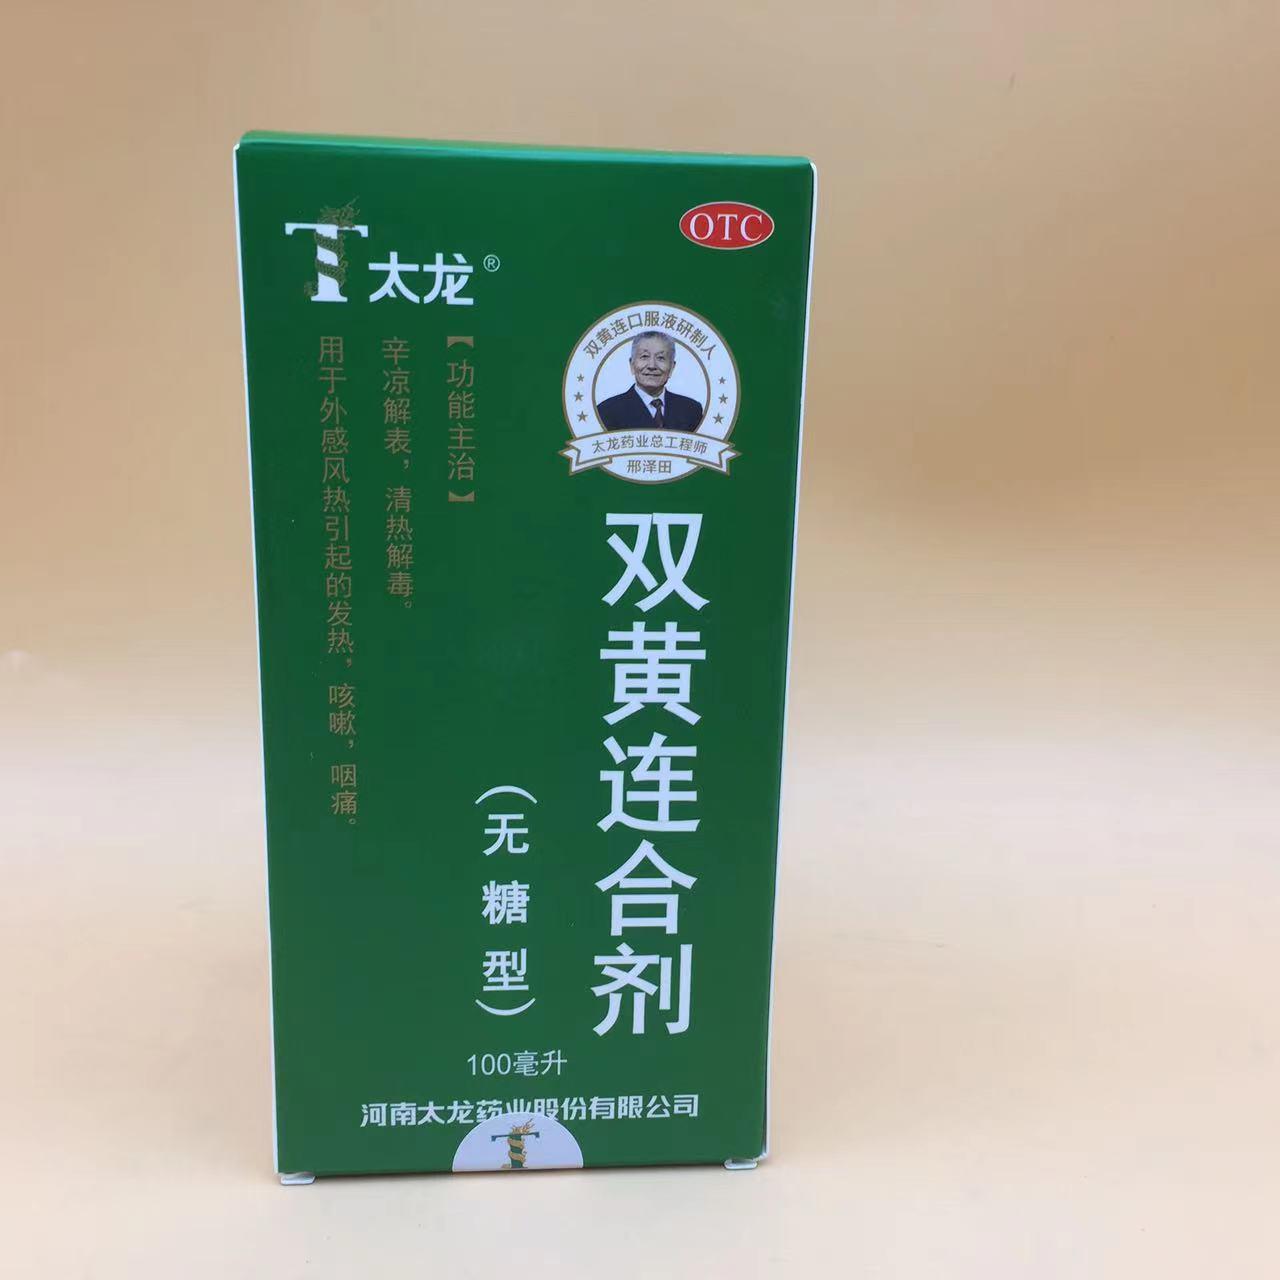 太龙®
OTC
双黄连口服液研制人
太龙药业总工程师
邢泽田
双黄连合剂
（无糖型）
【功能主治】
辛凉解表，清热解毒。
用于外感风热引起的发热，咳嗽，咽痛。
100毫升
河南太龙药业股份有限公司